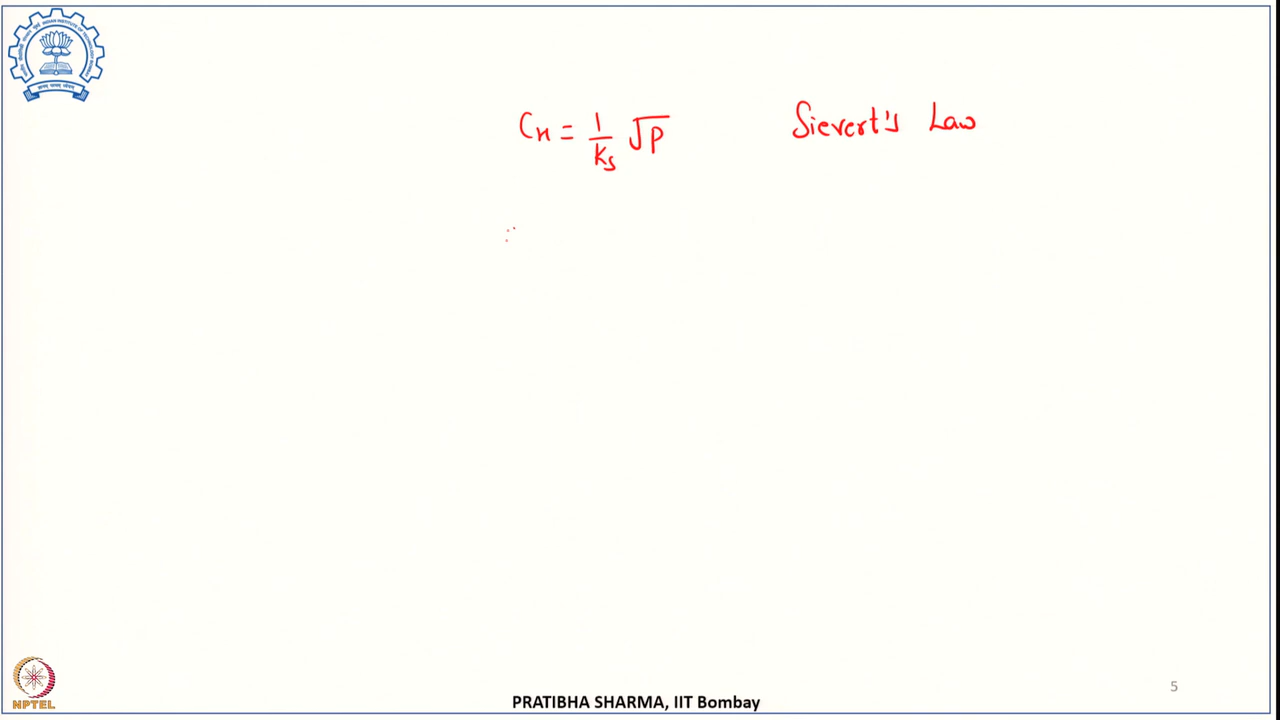 C_H = 1/K_s √P
Sievert's Law
NPTEL
PRATIBHA SHARMA, IIT Bombay
5